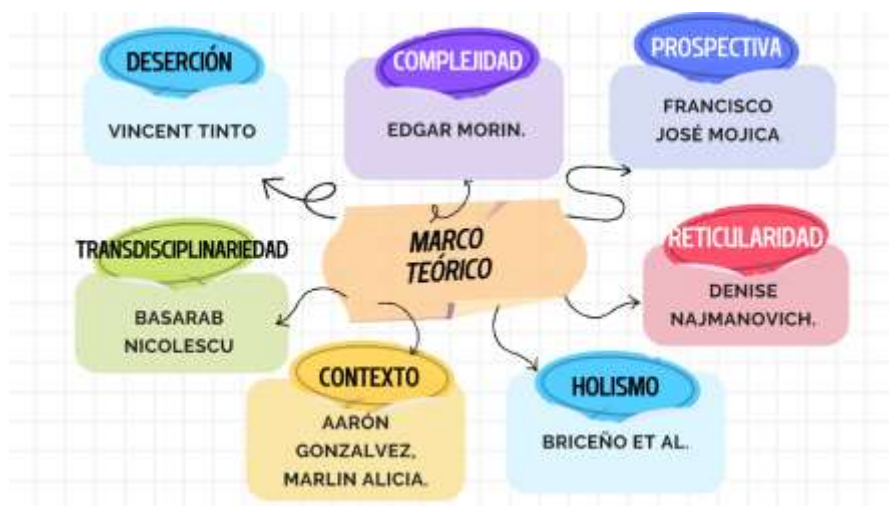 DESERCIÓN
VINCENT TINTO
COMPLEJIDAD
EDGAR MORIN.
PROSPECTIVA
FRANCISCO
JOSÉ MOJICA
MARCO
TEÓRICO
TRANSDISCIPLINARIEDAD
BASARAB
NICOLESCU
RETICULARIDAD
DENISE
NAJMANOVICH.
CONTEXTO
AARÓN
GONZALVEZ,
MARLIN ALICIA.
HOLISMO
BRICEÑO ET AL.